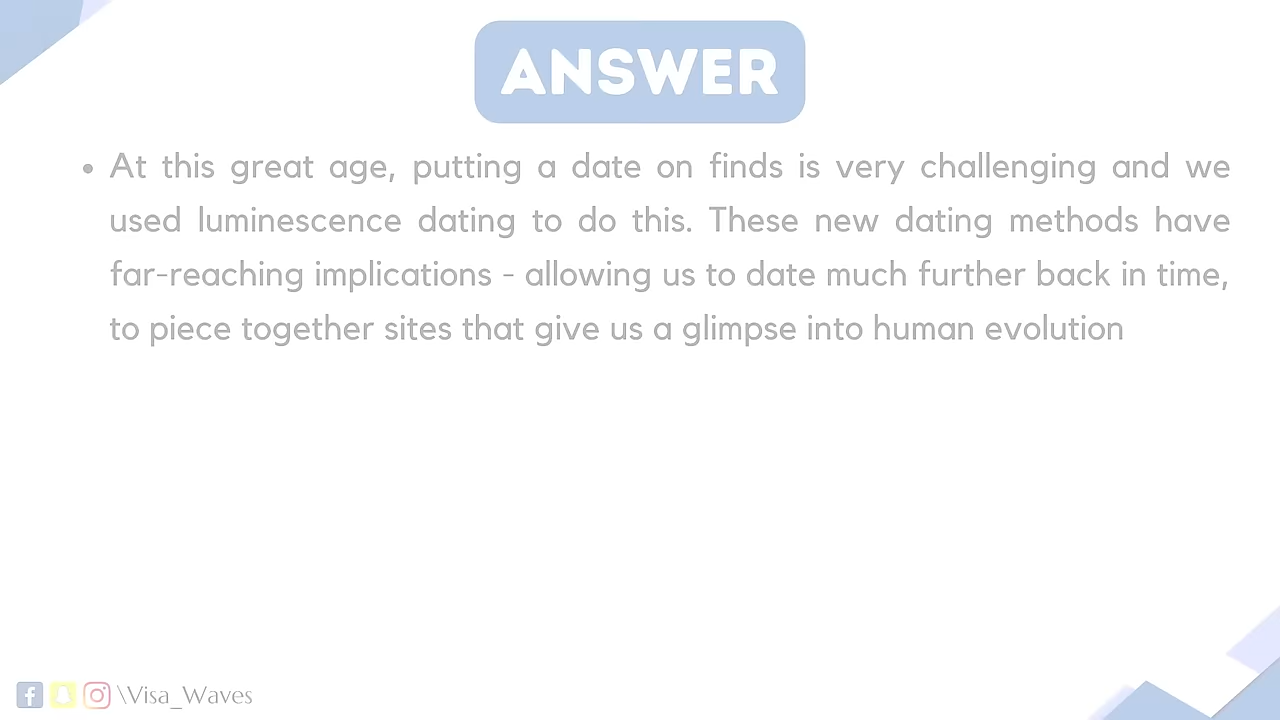 ANSWER
• At this great age, putting a date on finds is very challenging and we
used luminescence dating to do this. These new dating methods have
far-reaching implications - allowing us to date much further back in time,
to piece together sites that give us a glimpse into human evolution
\Visa_Waves